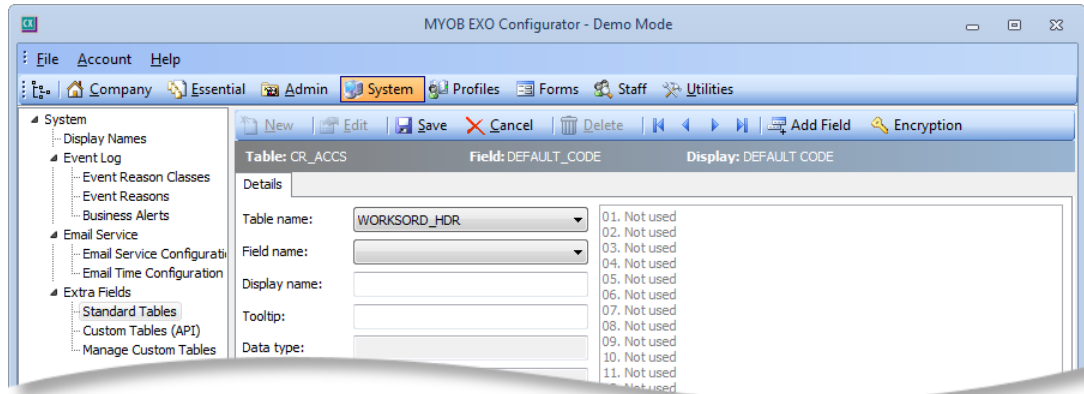 CX MYOB EXO Configurator - Demo Mode
File Account Help
Company Essential Admin System Profiles Forms Staff Utilities
System
Display Names
Event Log
Event Reason Classes
Event Reasons
Business Alerts
Email Service
Email Service Configurati
Email Time Configuration
Extra Fields
Standard Tables
Custom Tables (API)
Manage Custom Tables
New Edit Save Cancel Delete Add Field Encryption
Table: CR_ACCS Field: DEFAULT_CODE Display: DEFAULT CODE
Details
Table name: WORKSORD_HDR
Field name:
Display name:
Tooltip:
Data type:
01. Not used
02. Not used
03. Not used
04. Not used
05. Not used
06. Not used
07. Not used
08. Not used
09. Not used
10. Not used
11. Not used
Not used